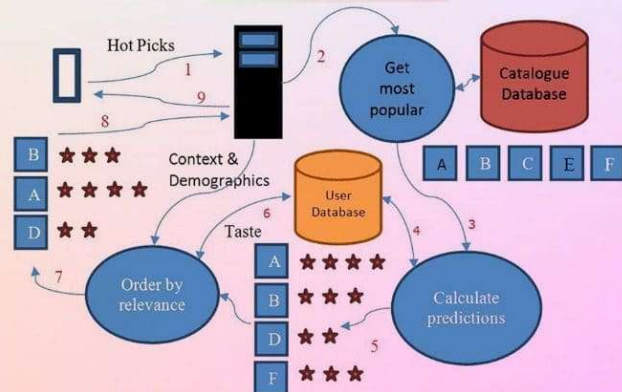 Hot Picks
1
2
9
8
Get
most
popular
Catalogue
Database
A B C E F
B
A
D
Context &
Demographics
User
Database
6
Taste
4
3
7
Order by
relevance
A
B
D
F
5
Calculate
predictions